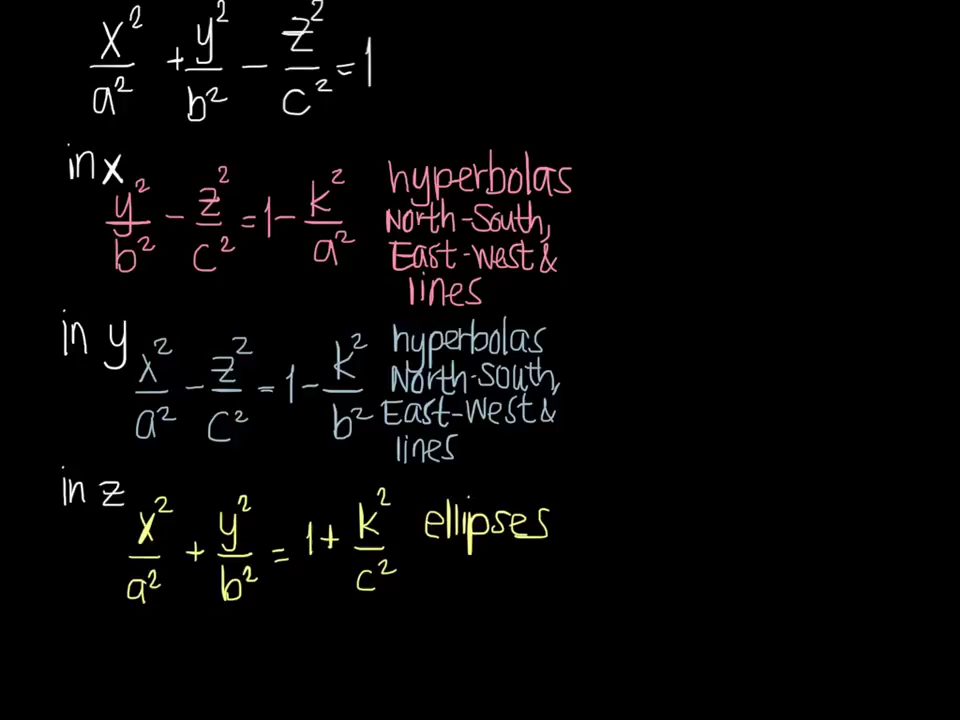 x²/a² + y²/b² − z²/c² = 1
in x
y²/b² − z²/c² = 1 − k²/a²
hyperbolas
North-South,
East-west &
lines
in y
x²/a² − z²/c² = 1 − k²/b²
hyperbolas
North-South,
East-West &
lines
in z
x²/a² + y²/b² = 1 + k²/c²
ellipses